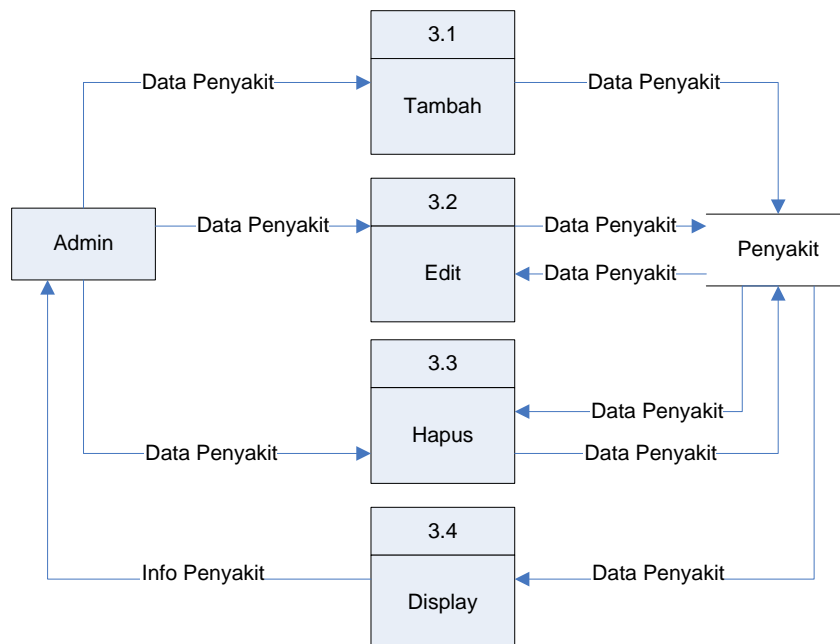 3.1
Data Penyakit
Data Penyakit
Tambah
3.2
Data Penyakit
Data Penyakit
Admin
Penyakit
Edit
Data Penyakit
3.3
Data Penyakit
Hapus
Data Penyakit
Data Penyakit
3.4
Info Penyakit
Data Penyakit
Display